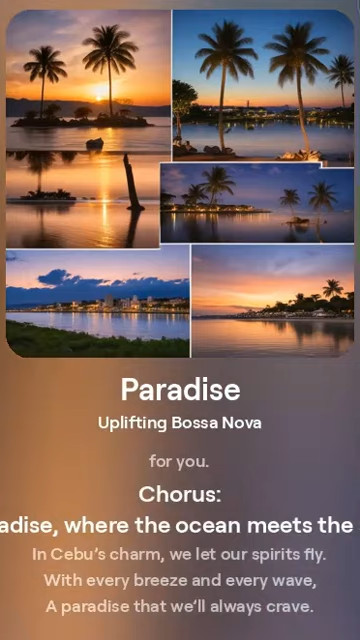 Paradise
Uplifting Bossa Nova
for you.
Chorus:
adise, where the ocean meets the
In Cebu’s charm, we let our spirits fly.
With every breeze and every wave,
A paradise that we’ll always crave.